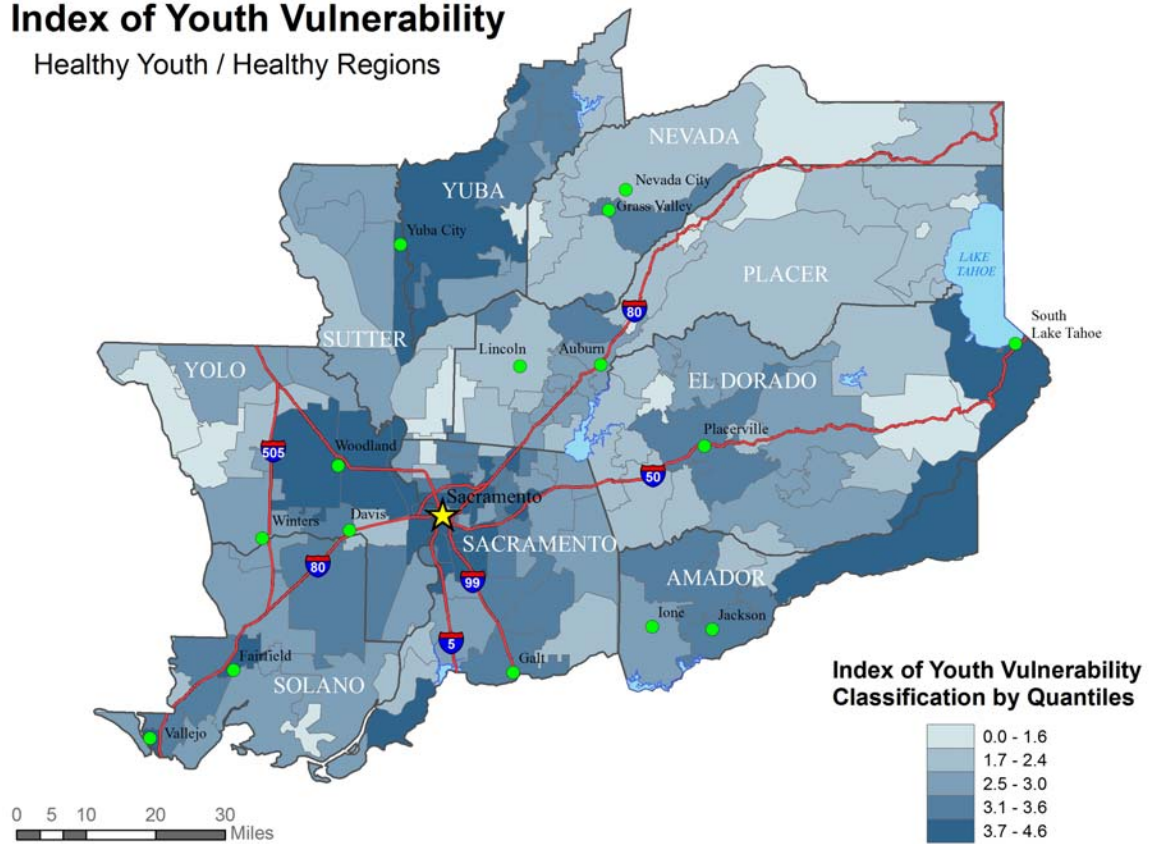 Index of Youth Vulnerability
Healthy Youth / Healthy Regions
NEVADA
Nevada City
Grass Valley
YUBA
Yuba City
PLACER
LAKE
TAHOE
80
South
Lake Tahoe
SUTTER
Lincoln
Auburn
YOLO
EL DORADO
Placerville
505
Woodland
50
Sacramento
Winters
Davis
SACRAMENTO
80
99
AMADOR
Ione
Jackson
5
Galt
Fairfield
SOLANO
Vallejo
Index of Youth Vulnerability
Classification by Quantiles
0.0 - 1.6
1.7 - 2.4
2.5 - 3.0
3.1 - 3.6
3.7 - 4.6
0 5 10 20 30
Miles